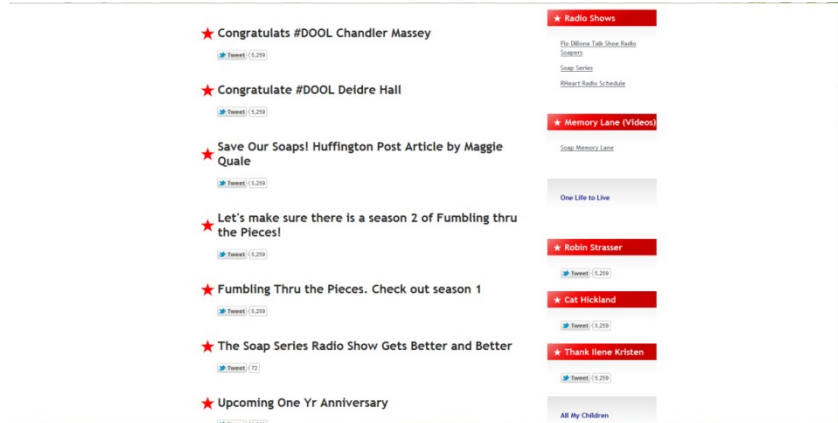 Congratulats #DOOL Chandler Massey
Tweet 5,259
Congratulate #DOOL Deidre Hall
Tweet 5,259
Save Our Soaps! Huffington Post Article by Maggie
Quale
Tweet 5,259
Let's make sure there is a season 2 of Fumbling thru
the Pieces!
Tweet 5,259
Fumbling Thru the Pieces. Check out season 1
Tweet 5,259
The Soap Series Radio Show Gets Better and Better
Tweet 72
Upcoming One Yr Anniversary
Radio Shows
Flo DiBona Talk Shoe Radio
Soapers
Soap Series
RHeart Radio Schedule
Memory Lane (Videos)
Soap Memory Lane
One Life to Live
Robin Strasser
Tweet 5,259
Cat Hickland
Tweet 5,259
Thank Ilene Kristen
Tweet 5,259
All My Children